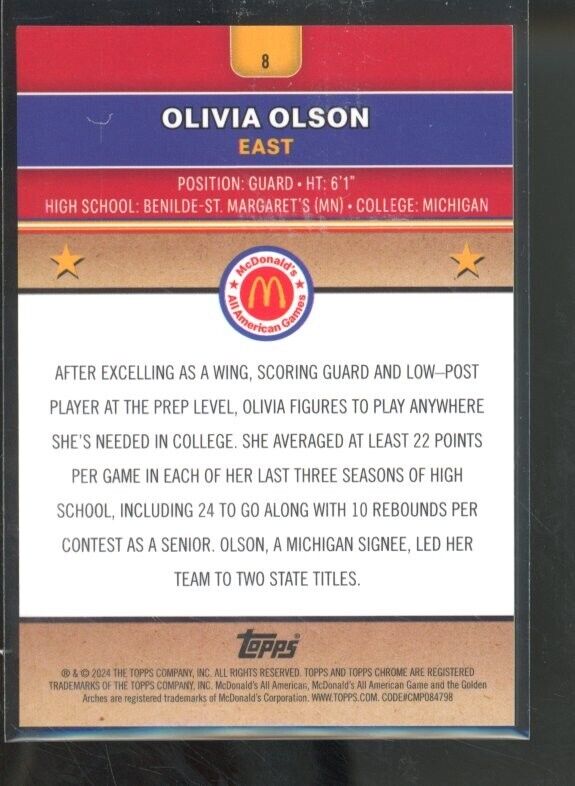 8
OLIVIA OLSON
EAST
POSITION: GUARD • HT: 6'1"
HIGH SCHOOL: BENILDE-ST. MARGARET'S (MN) • COLLEGE: MICHIGAN
McDonald's
All American Games
AFTER EXCELLING AS A WING, SCORING GUARD AND LOW–POST
PLAYER AT THE PREP LEVEL, OLIVIA FIGURES TO PLAY ANYWHERE
SHE'S NEEDED IN COLLEGE. SHE AVERAGED AT LEAST 22 POINTS
PER GAME IN EACH OF HER LAST THREE SEASONS OF HIGH
SCHOOL, INCLUDING 24 TO GO ALONG WITH 10 REBOUNDS PER
CONTEST AS A SENIOR. OLSON, A MICHIGAN SIGNEE, LED HER
TEAM TO TWO STATE TITLES.
Topps®
® & © 2024 THE TOPPS COMPANY, INC. ALL RIGHTS RESERVED. TOPPS AND TOPPS CHROME ARE REGISTERED
TRADEMARKS OF THE TOPPS COMPANY, INC. McDonald's All American, McDonald's All American Game and the Golden
Arches are registered trademarks of McDonald's Corporation. WWW.TOPPS.COM. CODE#CMP084798